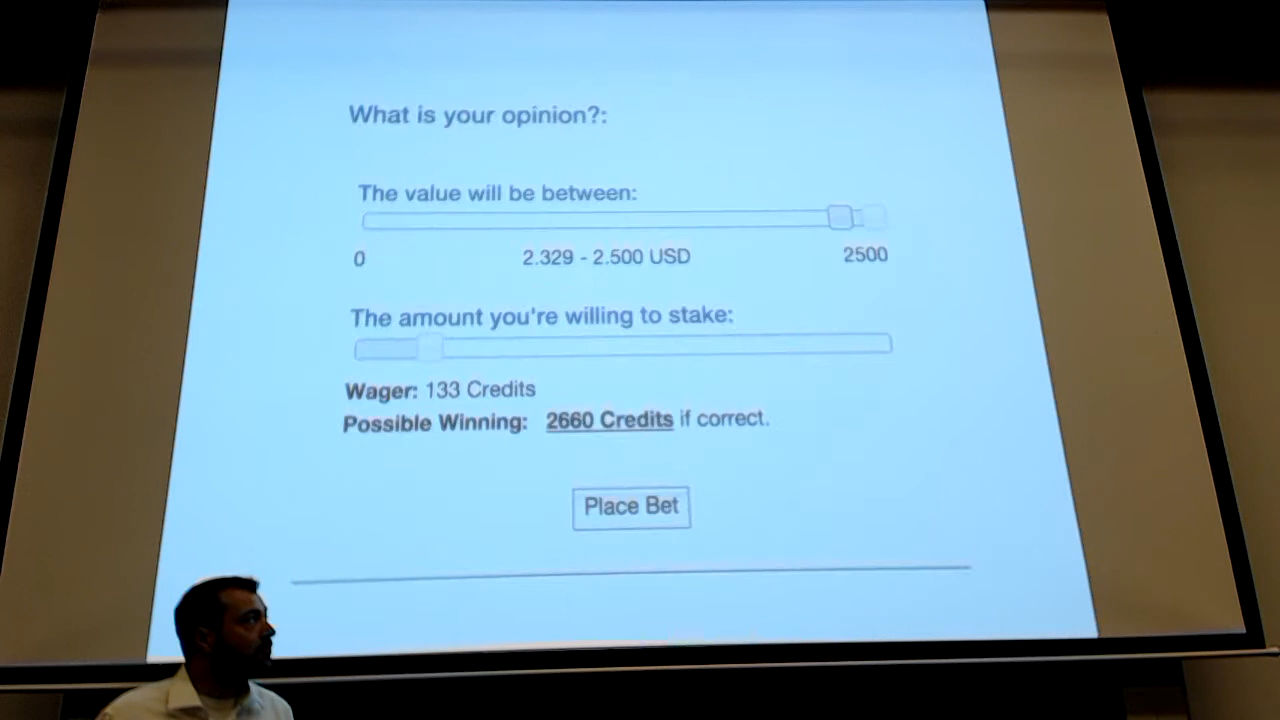 What is your opinion?:
The value will be between:
0 2.329 - 2.500 USD 2500
The amount you're willing to stake:
Wager: 133 Credits
Possible Winning: 2660 Credits if correct.
Place Bet